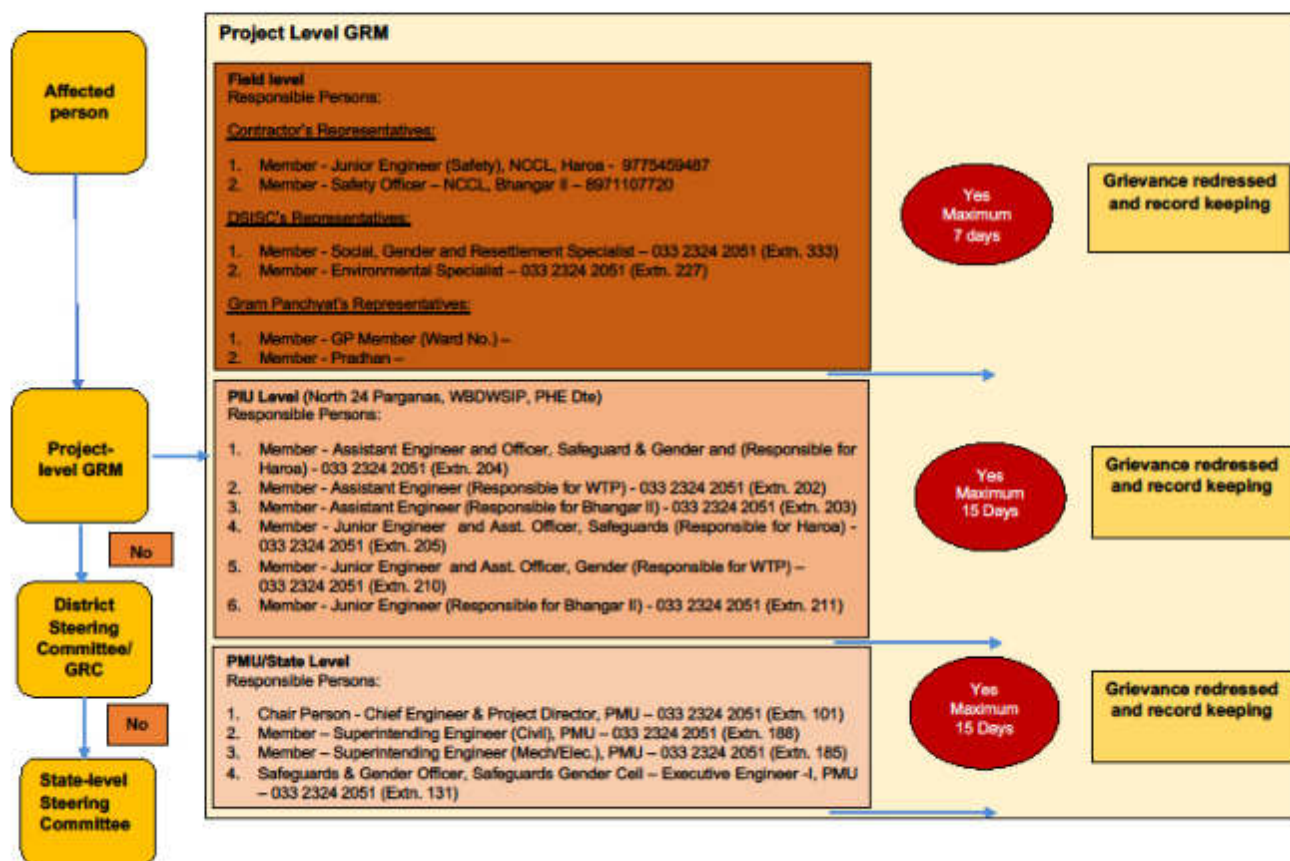 Affected
person
Project-
level GRM
No
District
Steering
Committee/
GRC
No
State-level
Steering
Committee
Project Level GRM
Field level
Responsible Persons:
Contractor's Representatives:
1. Member - Junior Engineer (Safety), NCCL, Haroa - 9775459487
2. Member - Safety Officer – NCCL, Bhangar II – 8971107720
DSISC's Representatives:
1. Member - Social, Gender and Resettlement Specialist – 033 2324 2051 (Extn. 333)
2. Member - Environmental Specialist – 033 2324 2051 (Extn. 227)
Gram Panchyat's Representatives:
1. Member - GP Member (Ward No.) –
2. Member - Pradhan –
Yes
Maximum
7 days
Grievance redressed
and record keeping
PIU Level (North 24 Parganas, WBDWSIP, PHE Dte)
Responsible Persons:
1. Member - Assistant Engineer and Officer, Safeguard & Gender and (Responsible for
Haroa) - 033 2324 2051 (Extn. 204)
2. Member - Assistant Engineer (Responsible for WTP) - 033 2324 2051 (Extn. 202)
3. Member - Assistant Engineer (Responsible for Bhangar II) - 033 2324 2051 (Extn. 203)
4. Member - Junior Engineer and Asst. Officer, Safeguards (Responsible for Haroa) -
033 2324 2051 (Extn. 205)
5. Member - Junior Engineer and Asst. Officer, Gender (Responsible for WTP) –
033 2324 2051 (Extn. 210)
6. Member - Junior Engineer (Responsible for Bhangar II) - 033 2324 2051 (Extn. 211)
Yes
Maximum
15 Days
Grievance redressed
and record keeping
PMU/State Level
Responsible Persons:
1. Chair Person - Chief Engineer & Project Director, PMU – 033 2324 2051 (Extn. 101)
2. Member – Superintending Engineer (Civil), PMU – 033 2324 2051 (Extn. 188)
3. Member – Superintending Engineer (Mech/Elec.), PMU – 033 2324 2051 (Extn. 185)
4. Safeguards & Gender Officer, Safeguards Gender Cell – Executive Engineer -I, PMU
– 033 2324 2051 (Extn. 131)
Yes
Maximum
15 Days
Grievance redressed
and record keeping